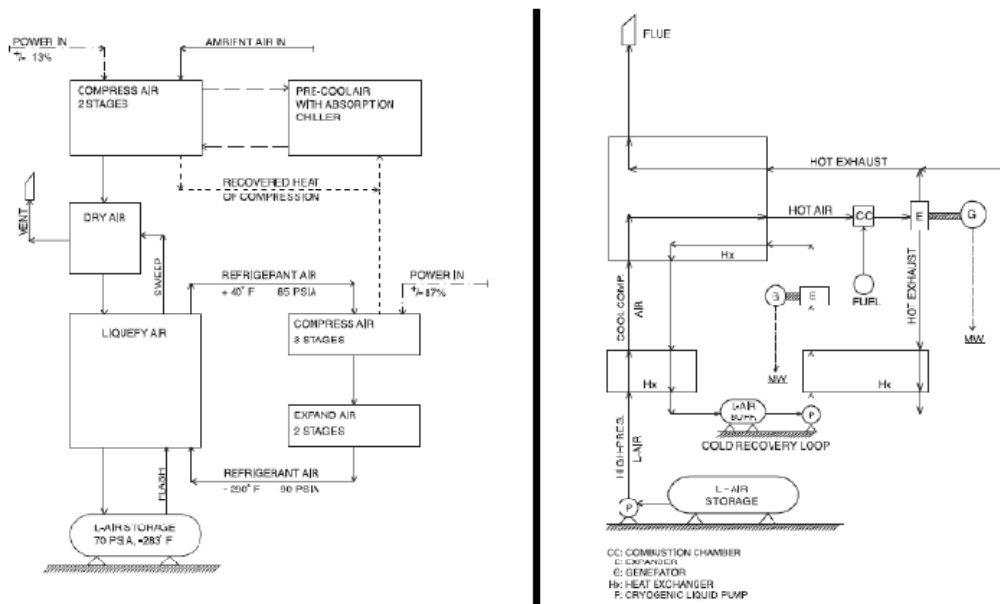 POWER IN
+/- 13%
AMBIENT AIR IN
COMPRESS AIR
2 STAGES
PRE-COOL AIR
WITH ABSORPTION
CHILLER
RECOVERED HEAT
OF COMPRESSION
VENT
DRY AIR
SWEEP
REFRIGERANT AIR
+40° F 85 PSIA
POWER IN
+/-87%
LIQUEFY AIR
COMPRESS AIR
3 STAGES
EXPAND AIR
2 STAGES
FLASH
REFRIGERANT AIR
-290° F 90 PSIA
L-AIR STORAGE
70 PSIA, -283° F
FLUE
HOT EXHAUST
HOT AIR
CC
E
G
Hx
FUEL
COOL COMP.
AIR
G
E
HOT EXHAUST
MW
MW
Hx
Hx
L-AIR
BUFF.
P
COLD RECOVERY LOOP
HIGH-PRES.
L-AIR
L-AIR
STORAGE
P
CC: COMBUSTION CHAMBER
E: EXPANDER
G: GENERATOR
Hx: HEAT EXCHANGER
P: CRYOGENIC LIQUID PUMP